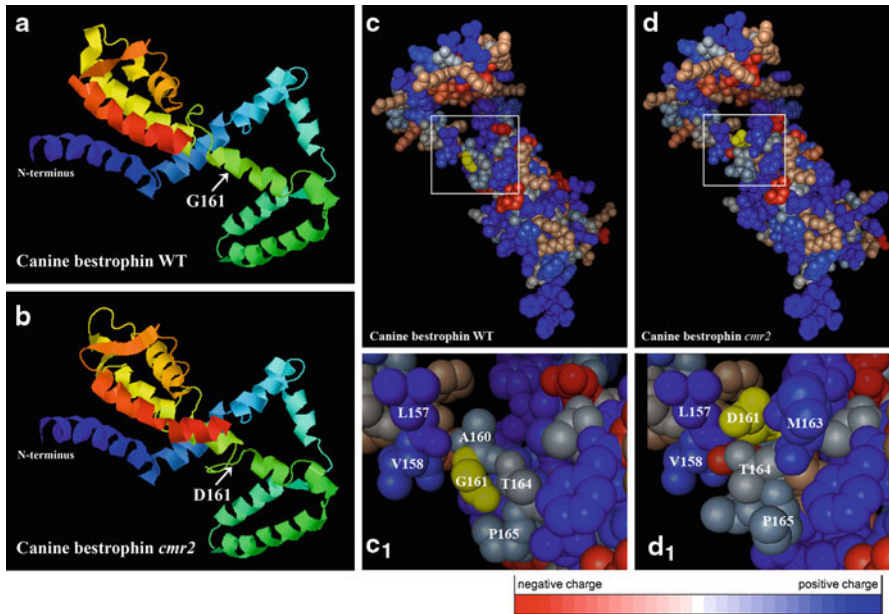 a
N-terminus
G161
Canine bestrophin WT
b
N-terminus
D161
Canine bestrophin cmr2
c
Canine bestrophin WT
d
Canine bestrophin cmr2
L157
V158
A160
G161
T164
P165
c1
L157
D161
M163
V158
T164
P165
d1
negative charge
positive charge